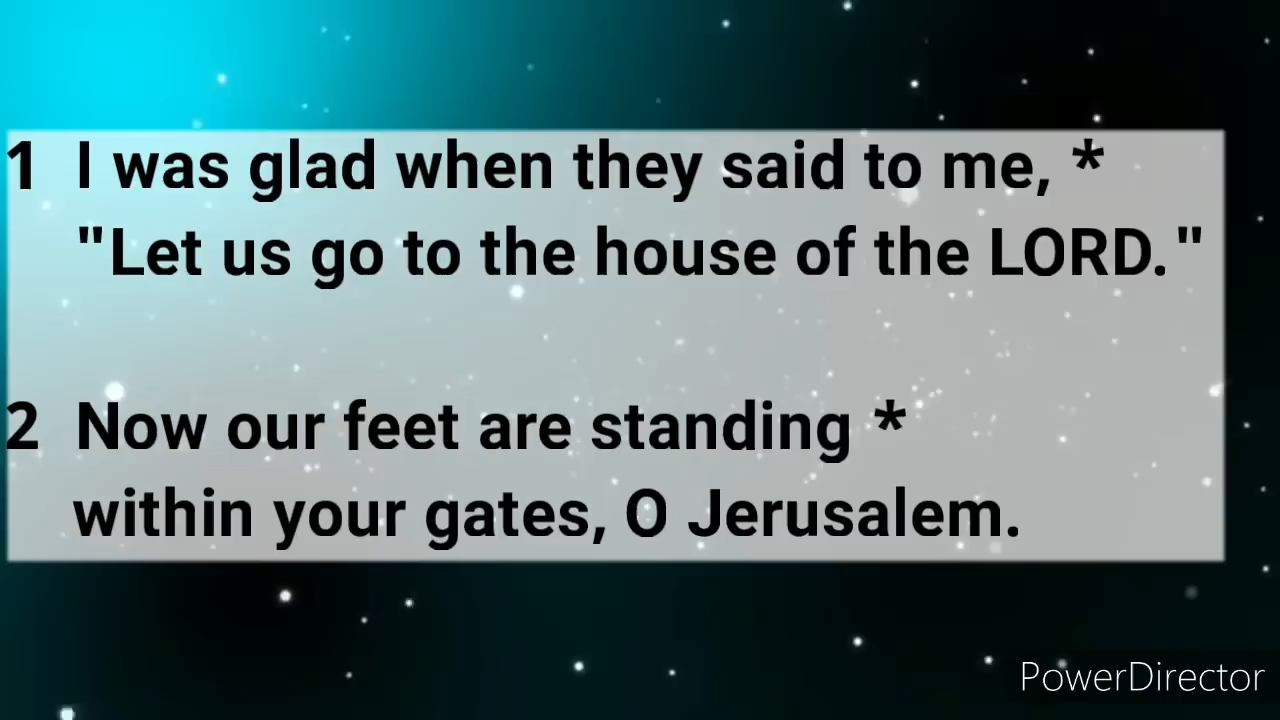 1 I was glad when they said to me, *
"Let us go to the house of the LORD."
2 Now our feet are standing *
within your gates, O Jerusalem.
PowerDirector